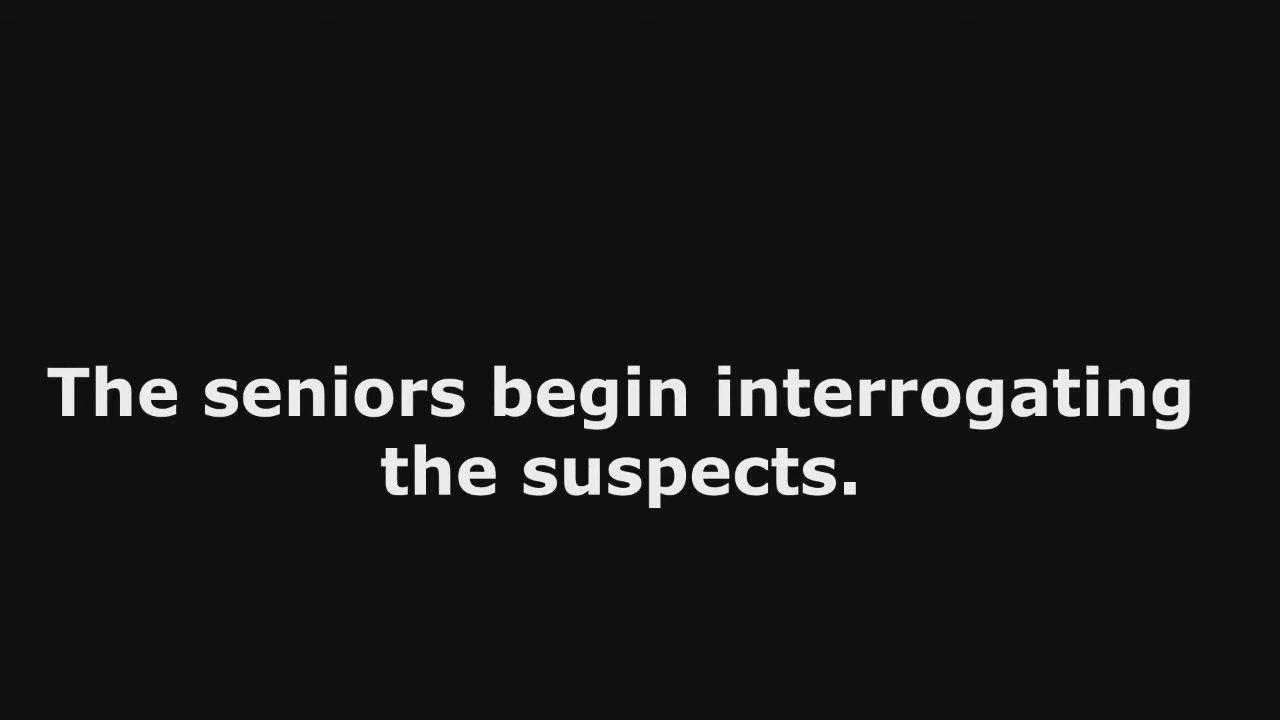 The seniors begin interrogating
the suspects.